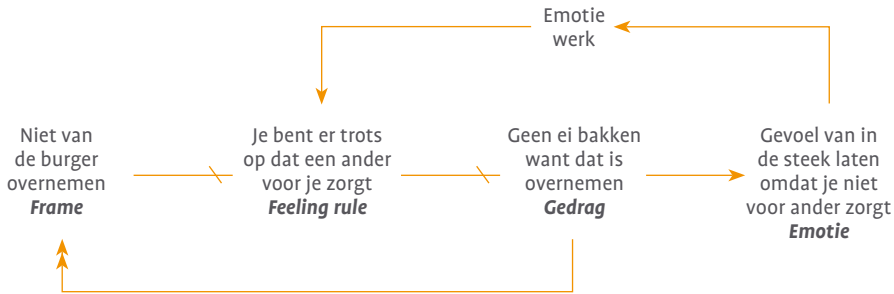 Emotie
werk
Niet van
de burger
overnemen
Frame
Je bent er trots
op dat een ander
voor je zorgt
Feeling rule
Geen ei bakken
want dat is
overnemen
Gedrag
Gevoel van in
de steek laten
omdat je niet
voor ander zorgt
Emotie